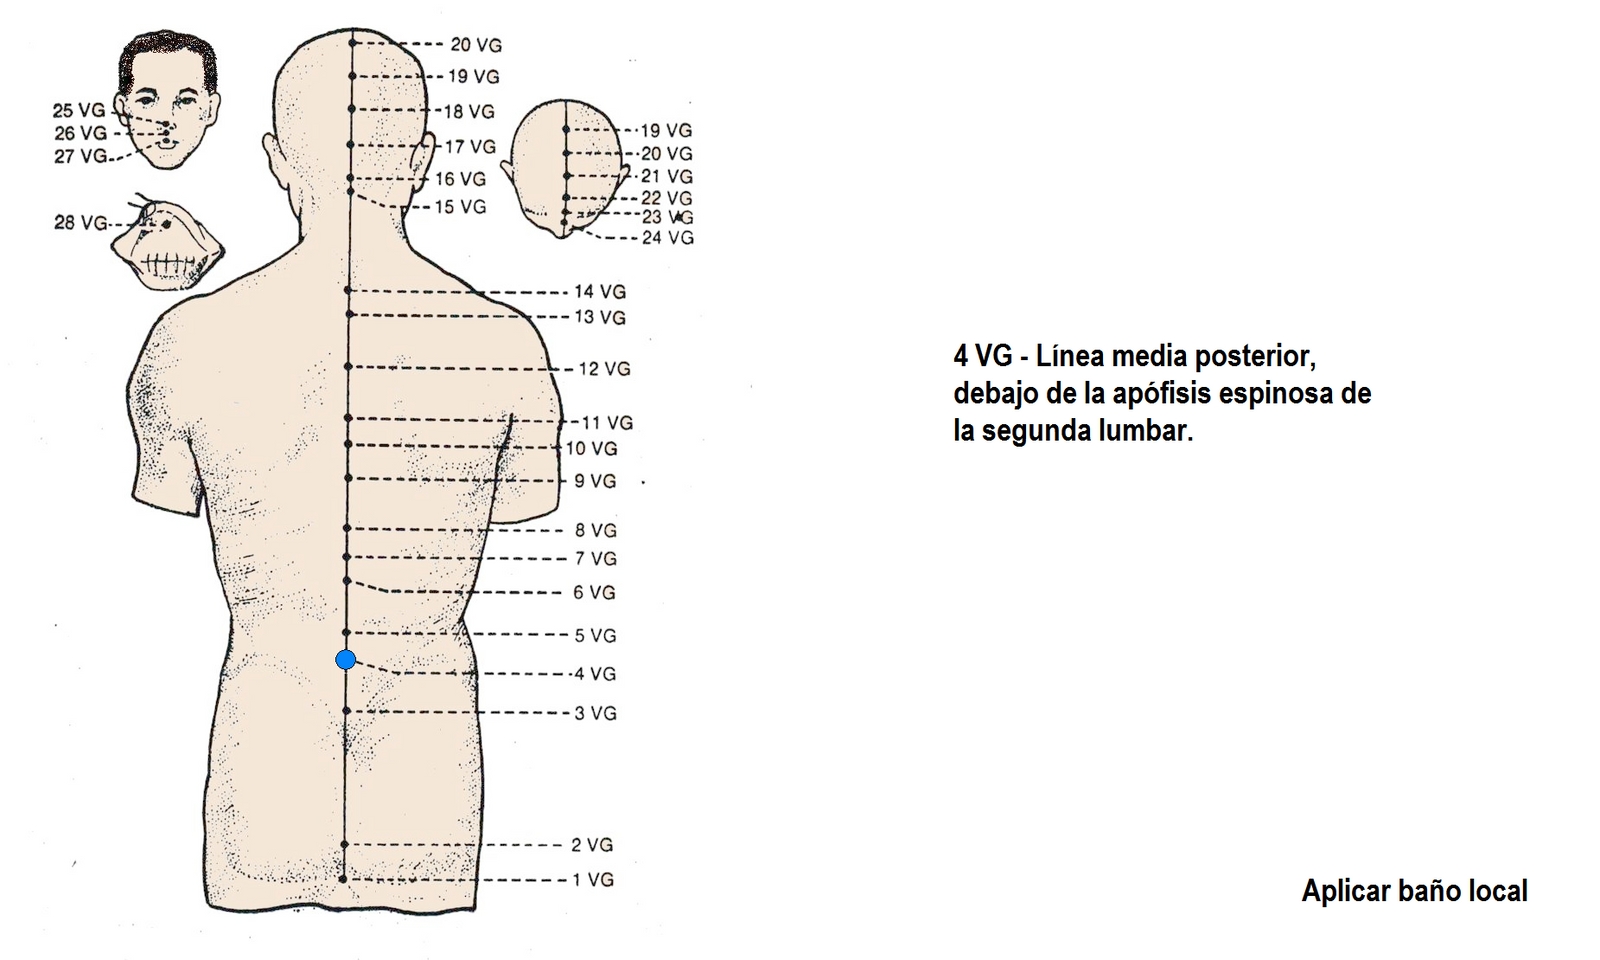 25 VG
26 VG
27 VG
28 VG
20 VG
19 VG
18 VG
17 VG
16 VG
15 VG
19 VG
20 VG
21 VG
22 VG
23 VG
24 VG
14 VG
13 VG
12 VG
11 VG
10 VG
9 VG
8 VG
7 VG
6 VG
5 VG
4 VG
3 VG
2 VG
1 VG
4 VG - Línea media posterior,
debajo de la apófisis espinosa de
la segunda lumbar.
Aplicar baño local